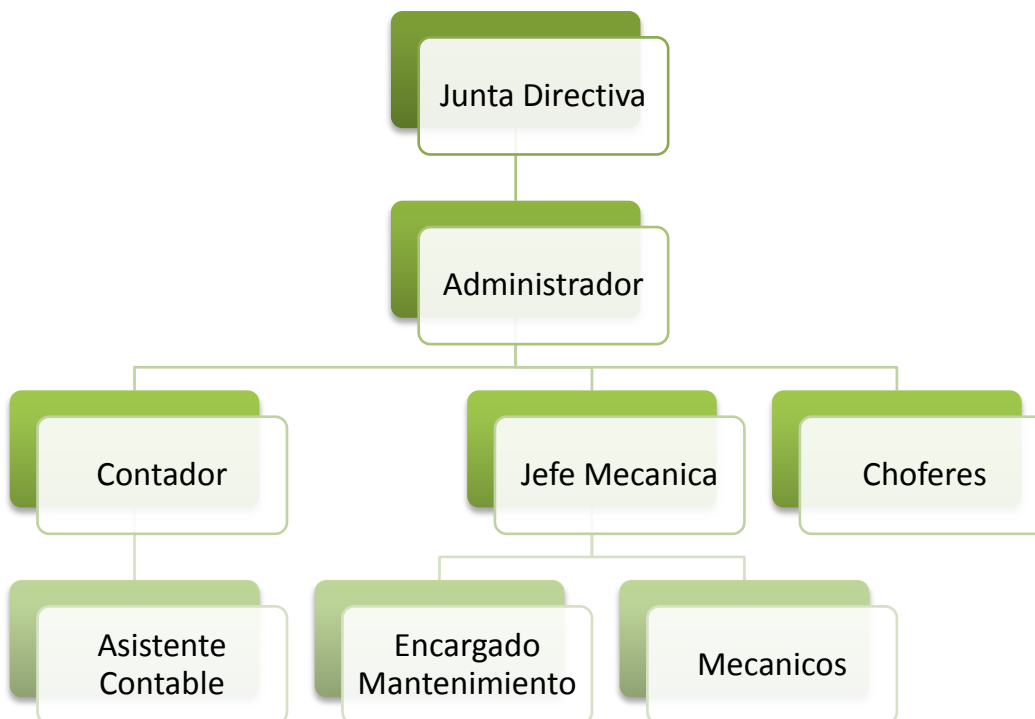 Junta Directiva
Administrador
Contador
Jefe Mecanica
Choferes
Asistente
Contable
Encargado
Mantenimiento
Mecanicos